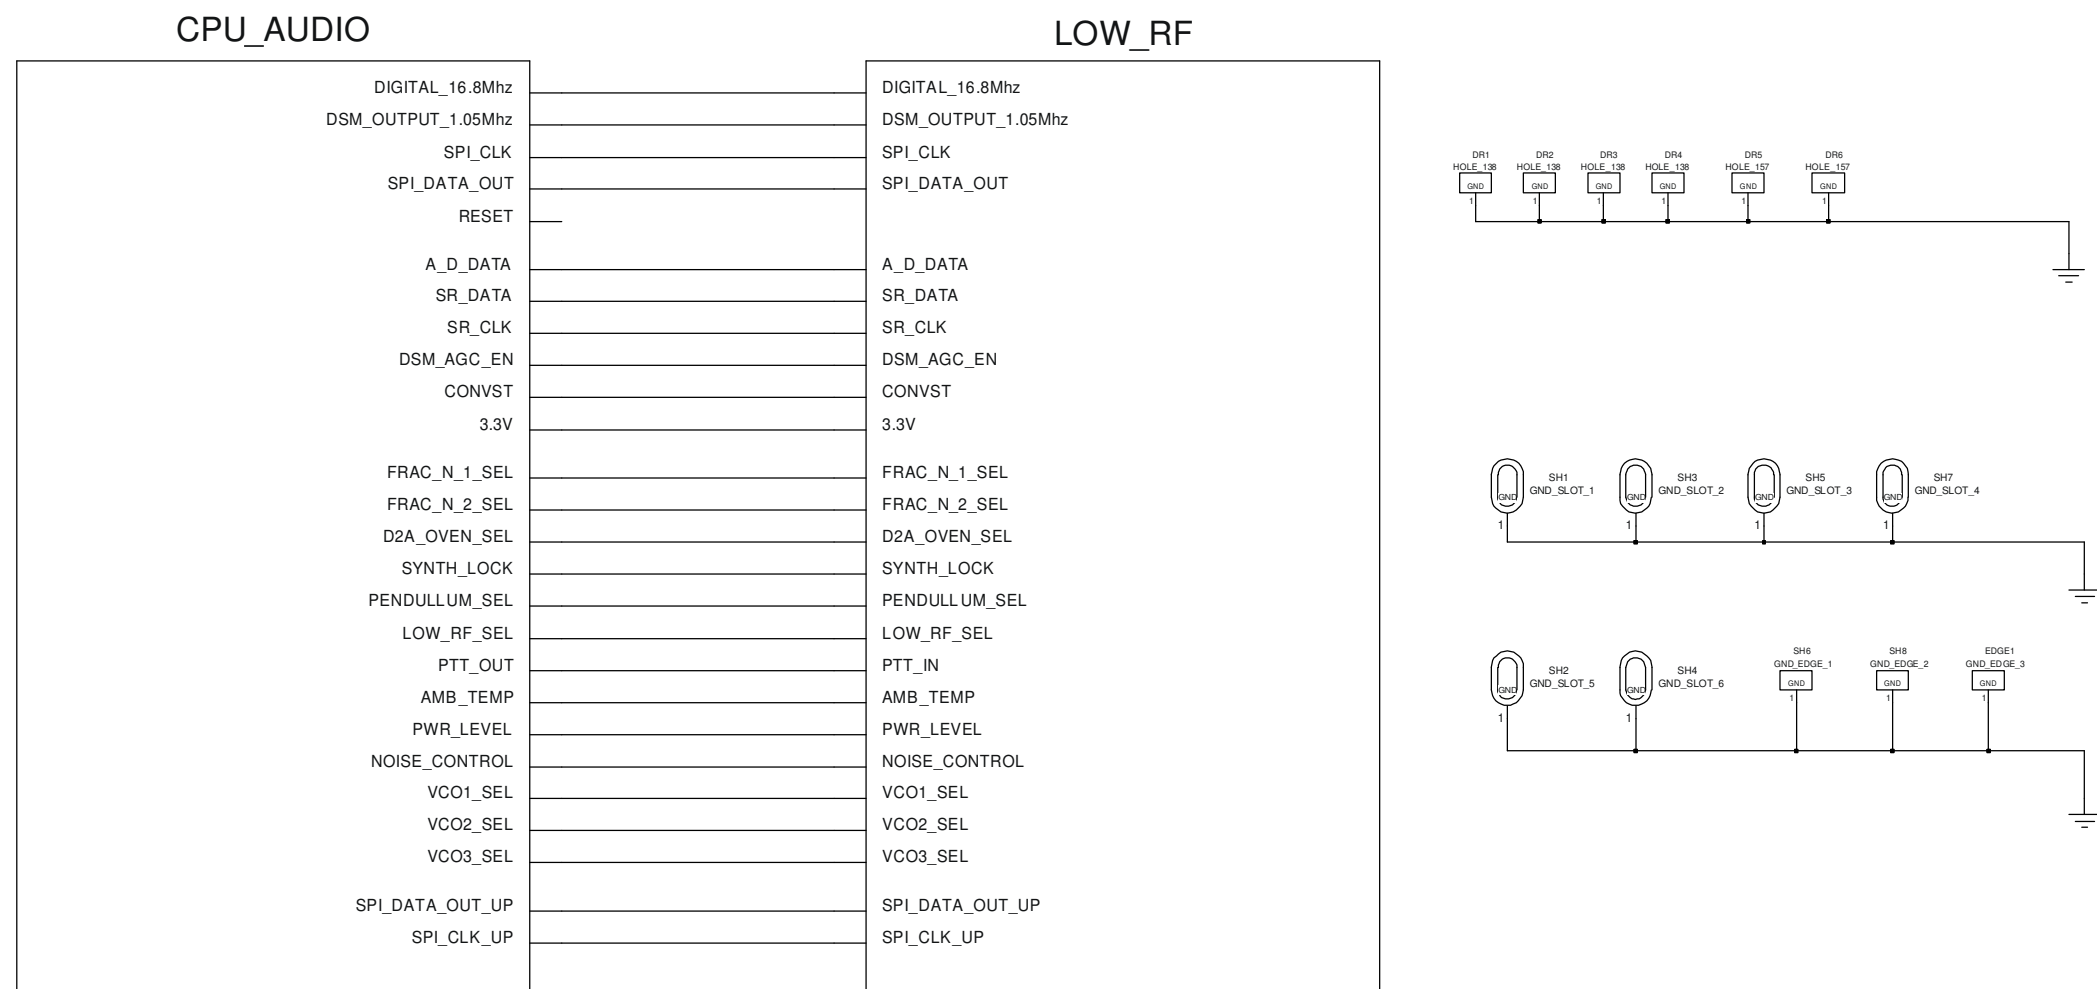 CPU_AUDIO
LOW_RF
DIGITAL_16.8Mhz DIGITAL_16.8Mhz
DSM_OUTPUT_1.05Mhz DSM_OUTPUT_1.05Mhz
SPI_CLK SPI_CLK
SPI_DATA_OUT SPI_DATA_OUT
RESET
A_D_DATA A_D_DATA
SR_DATA SR_DATA
SR_CLK SR_CLK
DSM_AGC_EN DSM_AGC_EN
CONVST CONVST
3.3V 3.3V
FRAC_N_1_SEL FRAC_N_1_SEL
FRAC_N_2_SEL FRAC_N_2_SEL
D2A_OVEN_SEL D2A_OVEN_SEL
SYNTH_LOCK SYNTH_LOCK
PENDULLUM_SEL PENDULLUM_SEL
LOW_RF_SEL LOW_RF_SEL
PTT_OUT PTT_IN
AMB_TEMP AMB_TEMP
PWR_LEVEL PWR_LEVEL
NOISE_CONTROL NOISE_CONTROL
VCO1_SEL VCO1_SEL
VCO2_SEL VCO2_SEL
VCO3_SEL VCO3_SEL
SPI_DATA_OUT_UP SPI_DATA_OUT_UP
SPI_CLK_UP SPI_CLK_UP
DR1 DR2 DR3 DR4 DR5 DR6
HOLE_138 HOLE_138 HOLE_138 HOLE_138 HOLE_157 HOLE_157
GND GND GND GND GND GND
1 1 1 1 1 1
SH1 SH3 SH5 SH7
GND_SLOT_1 GND_SLOT_2 GND_SLOT_3 GND_SLOT_4
GND GND GND GND
1 1 1 1
SH6 SH8 EDGE1
GND_EDGE_1 GND_EDGE_2 GND_EDGE_3
SH2 SH4
GND_SLOT_5 GND_SLOT_6
GND GND GND GND GND
1 1 1 1 1